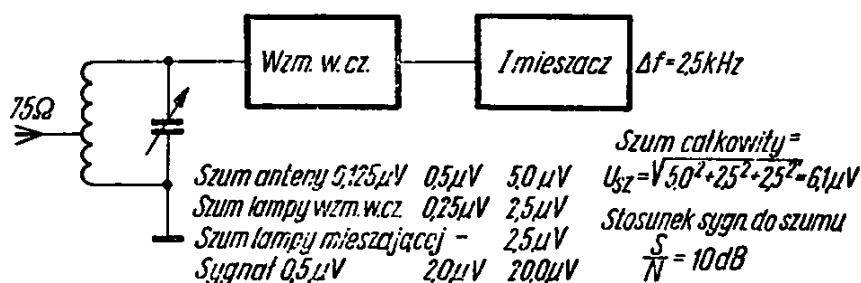 Wzm. w.cz.
I mieszacz
Δf = 2,5kHz
75Ω
Szum całkowity =
Usz = √5,0² + 2,5² + 2,5² = 6,1μV
Stosunek sygn. do szumu
S/N = 10dB
Szum anteny 0,125μV 0,5μV 5,0μV
Szum lampy wzm. w.cz. 0,25μV 2,5μV
Szum lampy mieszającej – 2,5μV
Sygnał 0,5μV 2,0μV 20,0μV